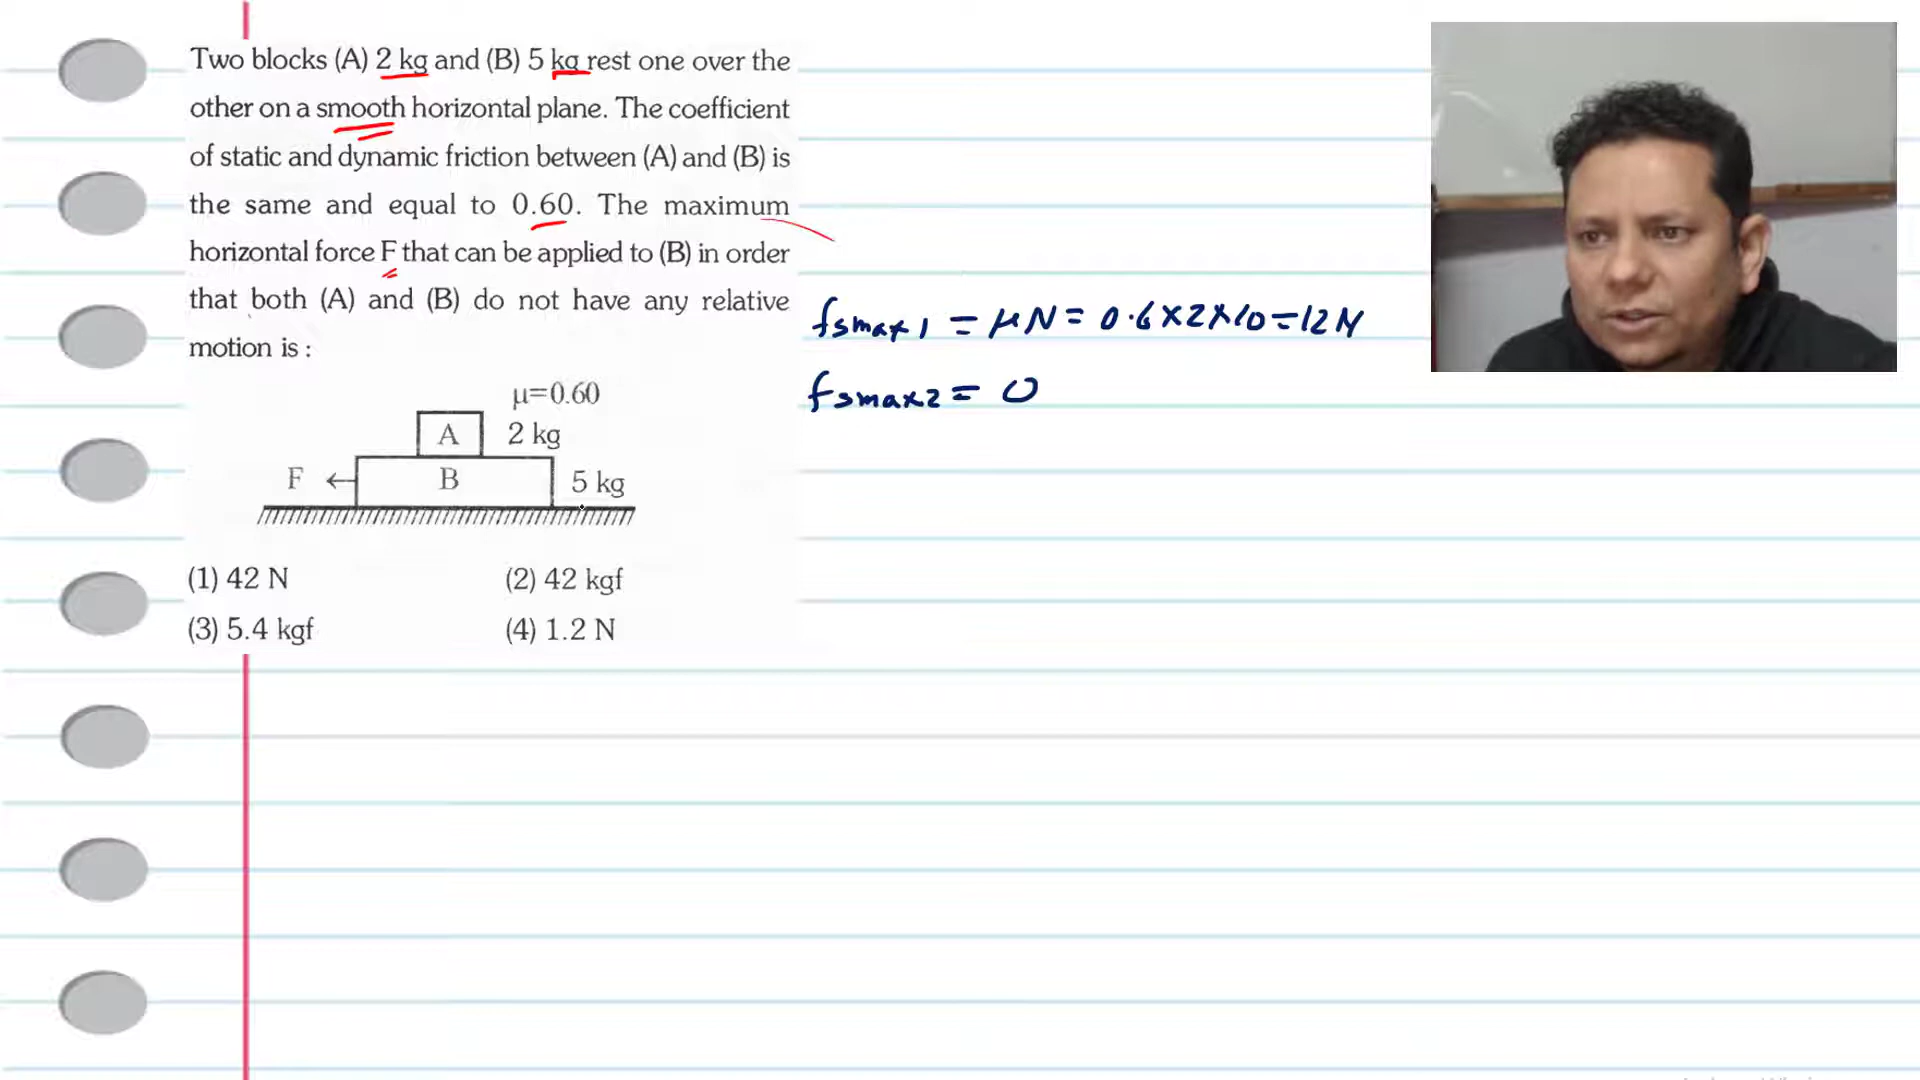 Two blocks (A) 2 kg and (B) 5 kg rest one over the
other on a smooth horizontal plane. The coefficient
of static and dynamic friction between (A) and (B) is
the same and equal to 0.60. The maximum
horizontal force F that can be applied to (B) in order
that both (A) and (B) do not have any relative
motion is :
fsmax1 = μN = 0.6×2×10=12N
fsmax2 = 0
μ=0.60
A 2 kg
F ← B 5 kg
(1) 42 N (2) 42 kgf
(3) 5.4 kgf (4) 1.2 N